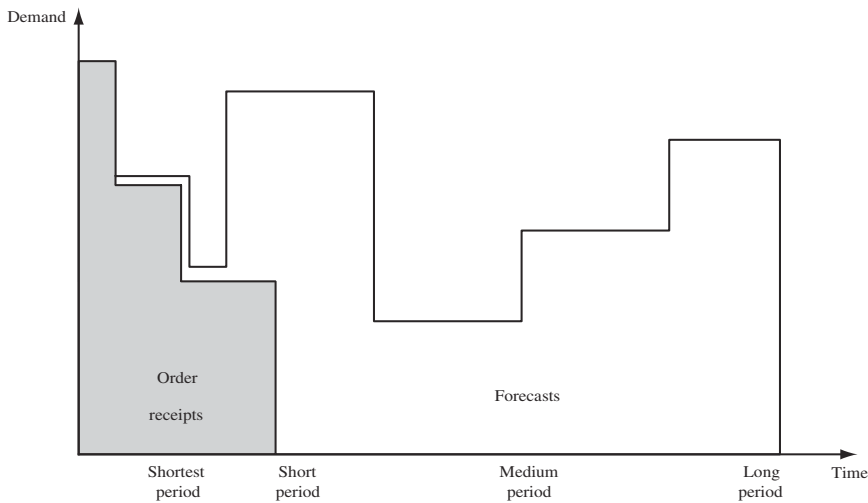 Demand
Order
receipts
Forecasts
Shortest
period
Short
period
Medium
period
Long
period
Time